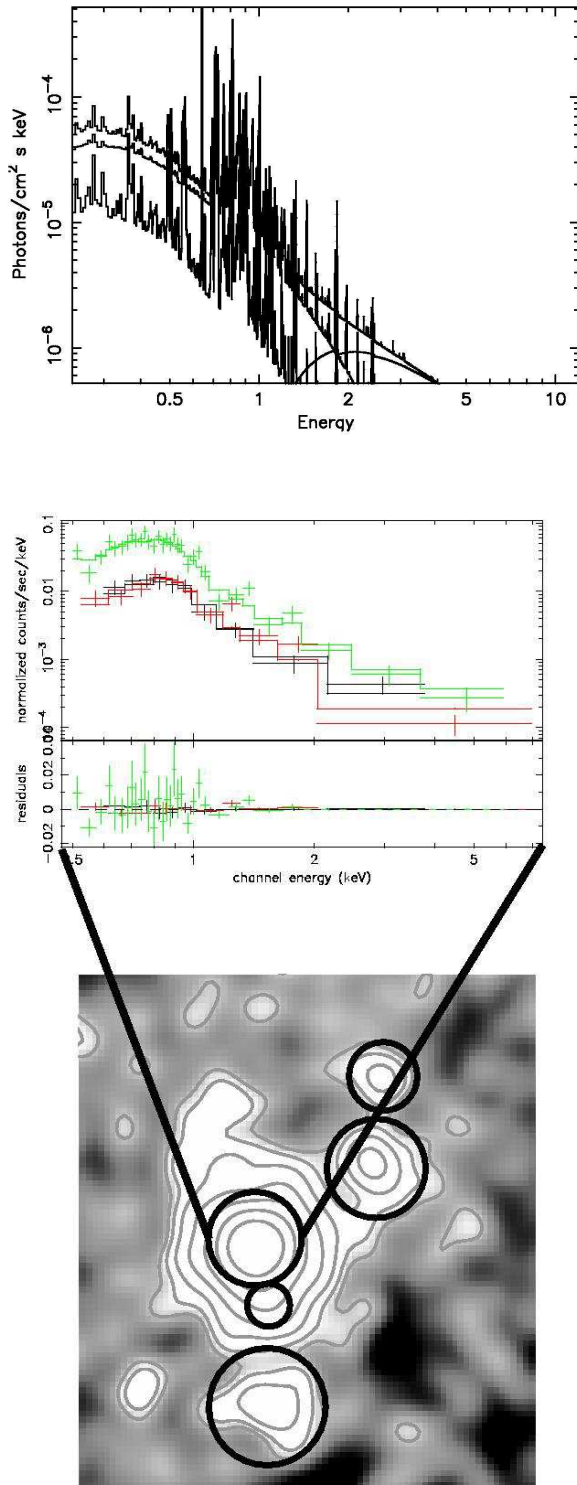 Photons/cm² s keV
10⁻⁴
10⁻⁵
10⁻⁶
0.5 1 2 5 10
Energy
normalized counts/sec/keV
0.1
0.01
10⁻³
10⁻⁴
residuals
0.02
0
−0.02
1 2 5
channel energy (keV)